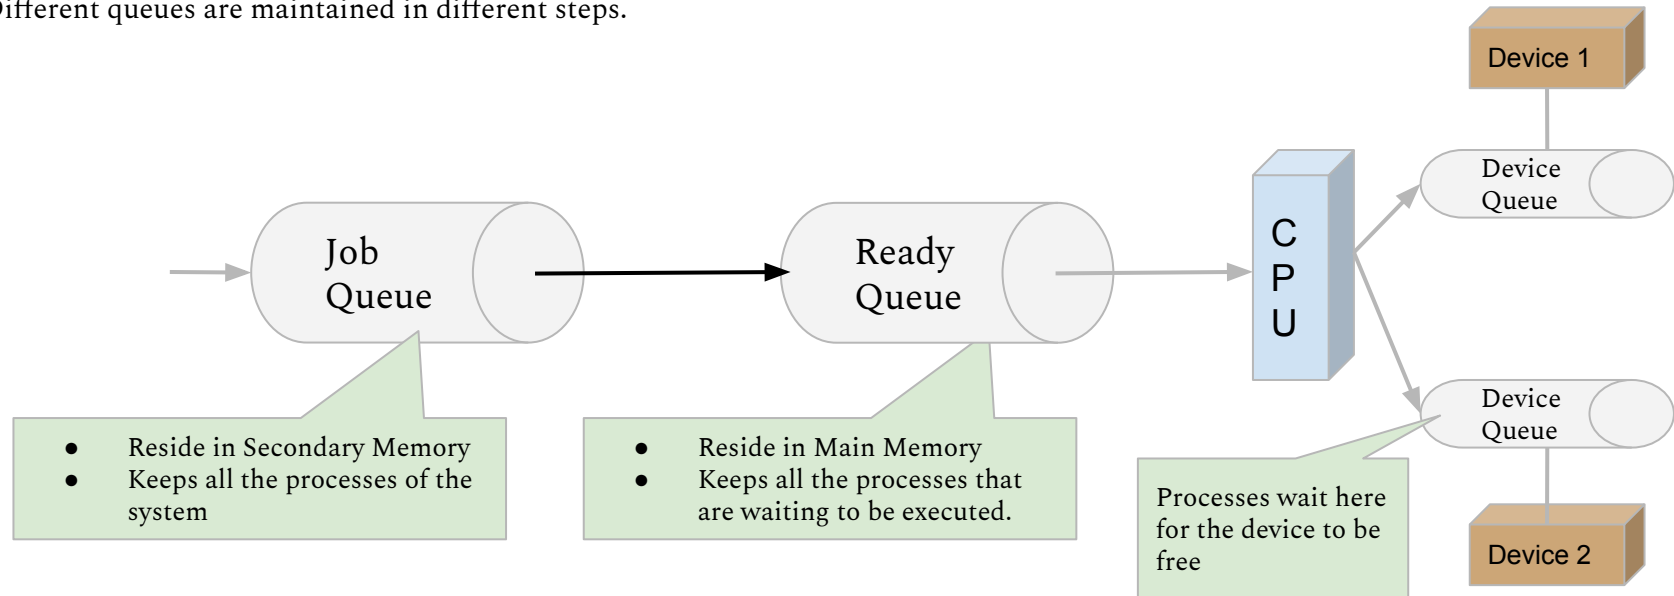 Different queues are maintained in different steps.
Device 1
Device
Queue
Job
Queue
Ready
Queue
C
P
U
Device
Queue
● Reside in Secondary Memory
● Keeps all the processes of the
system
● Reside in Main Memory
● Keeps all the processes that
are waiting to be executed.
Processes wait here
for the device to be
free
Device 2